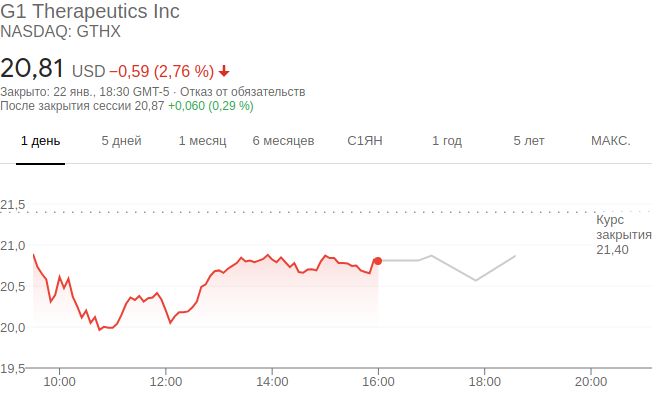 G1 Therapeutics Inc
NASDAQ: GTHX
20,81 USD −0,59 (2,76 %)
Закрыто: 22 янв., 18:30 GMT-5 · Отказ от обязательств
После закрытия сессии 20,87 +0,060 (0,29 %)
1 день 5 дней 1 месяц 6 месяцев С1ЯН 1 год 5 лет МАКС.
21,5
Курс
закрытия
21,40
21,0
20,5
20,0
19,5
10:00 12:00 14:00 16:00 18:00 20:00